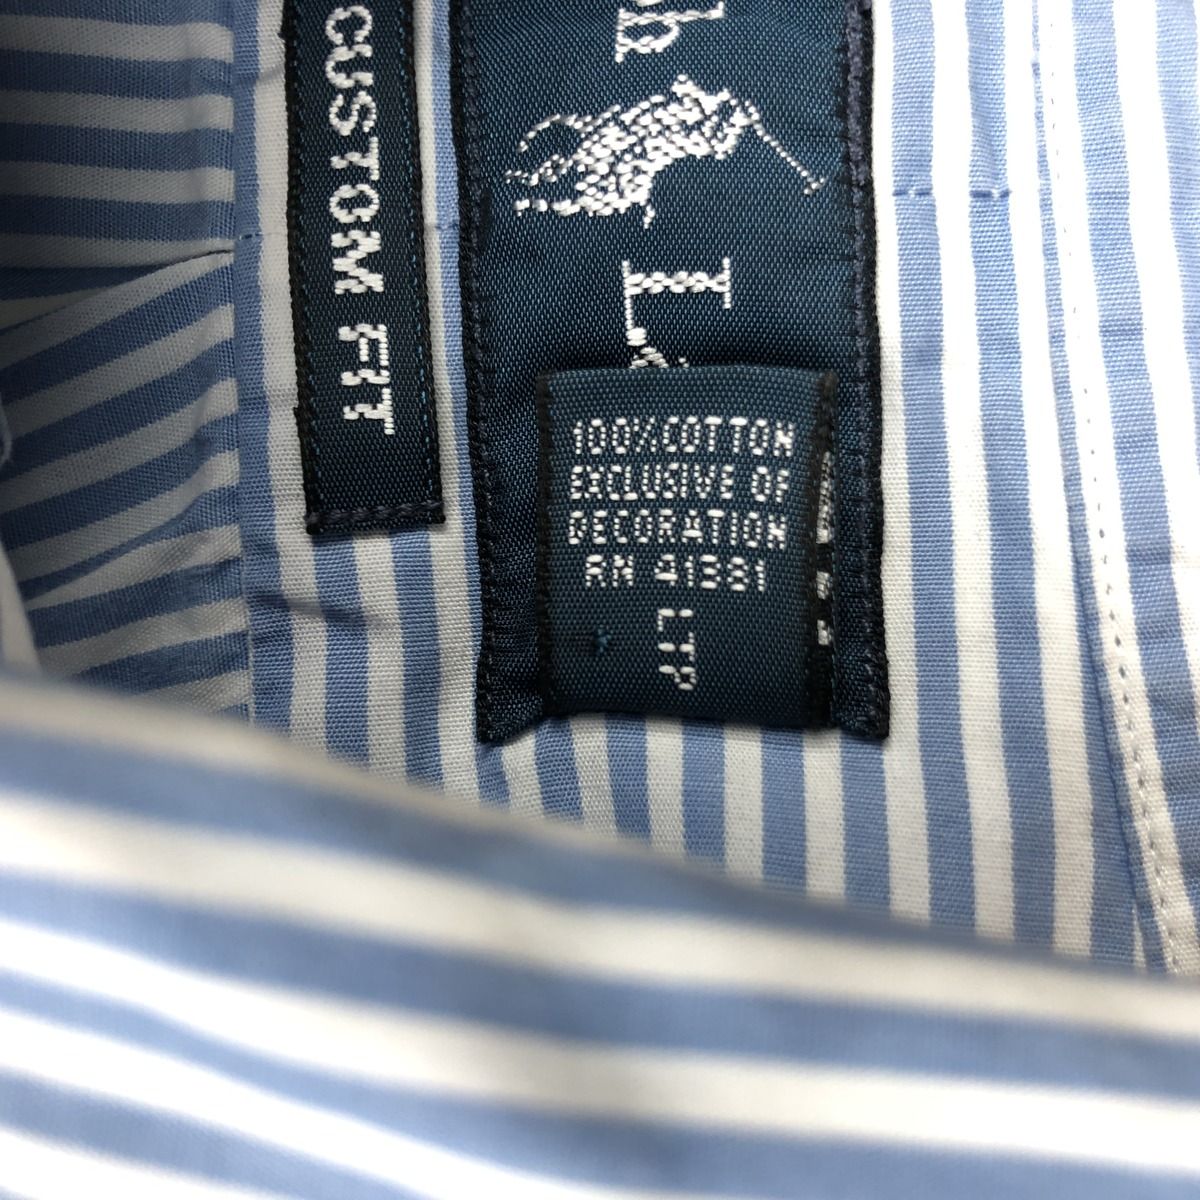 CUSTOM FIT
100% COTTON
EXCLUSIVE OF
DECORATION
RN 41381
LTP